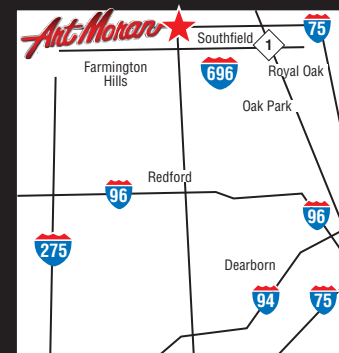 Art Moran
Southfield
75
1
Farmington
Hills
696
Royal Oak
Oak Park
Redford
96
96
275
Dearborn
94
75